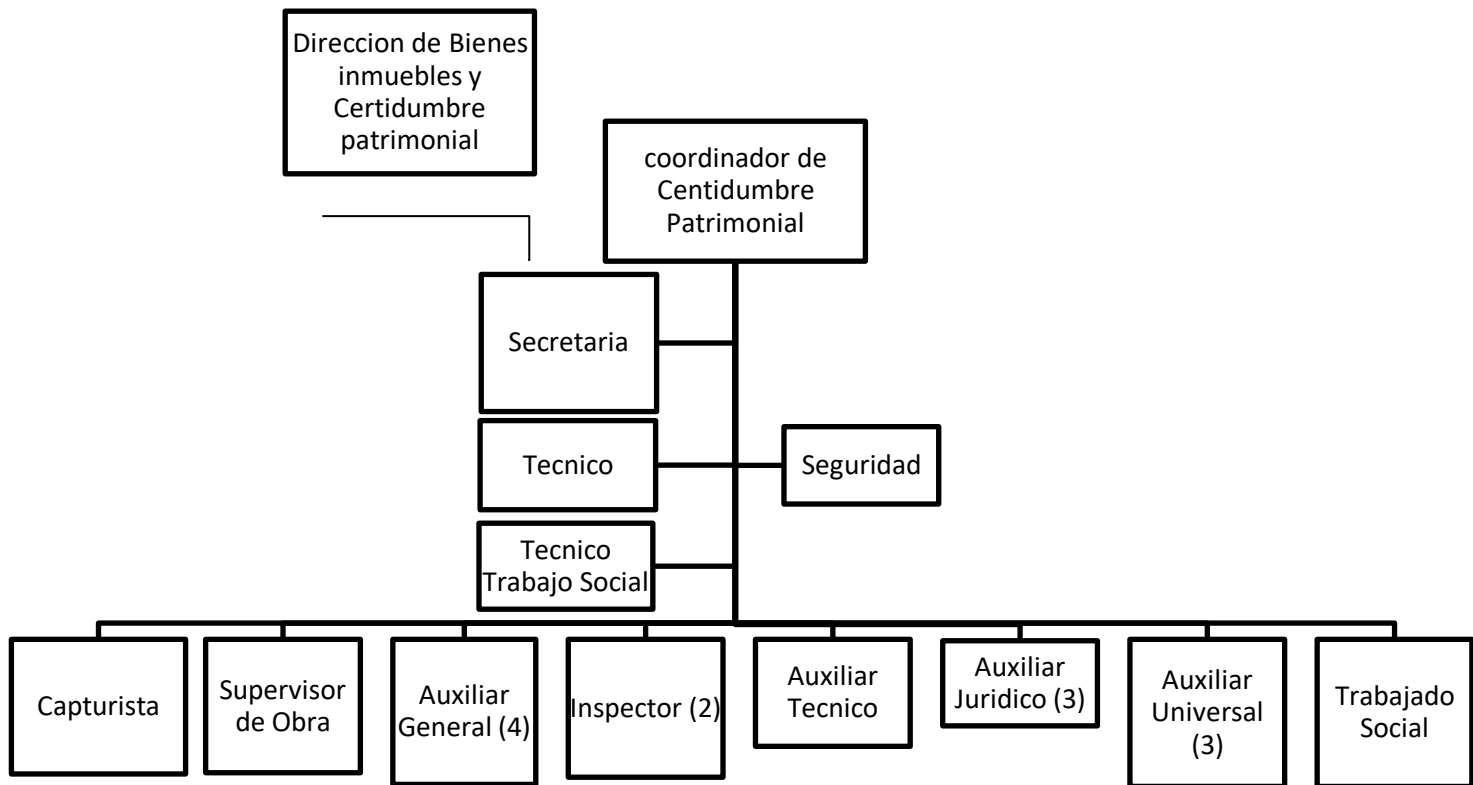 Direccion de Bienes
inmuebles y
Certidumbre
patrimonial
coordinador de
Centidumbre
Patrimonial
Secretaria
Tecnico
Seguridad
Tecnico
Trabajo Social
Capturista
Supervisor
de Obra
Auxiliar
General (4)
Inspector (2)
Auxiliar
Tecnico
Auxiliar
Juridico (3)
Auxiliar
Universal
(3)
Trabajado
Social